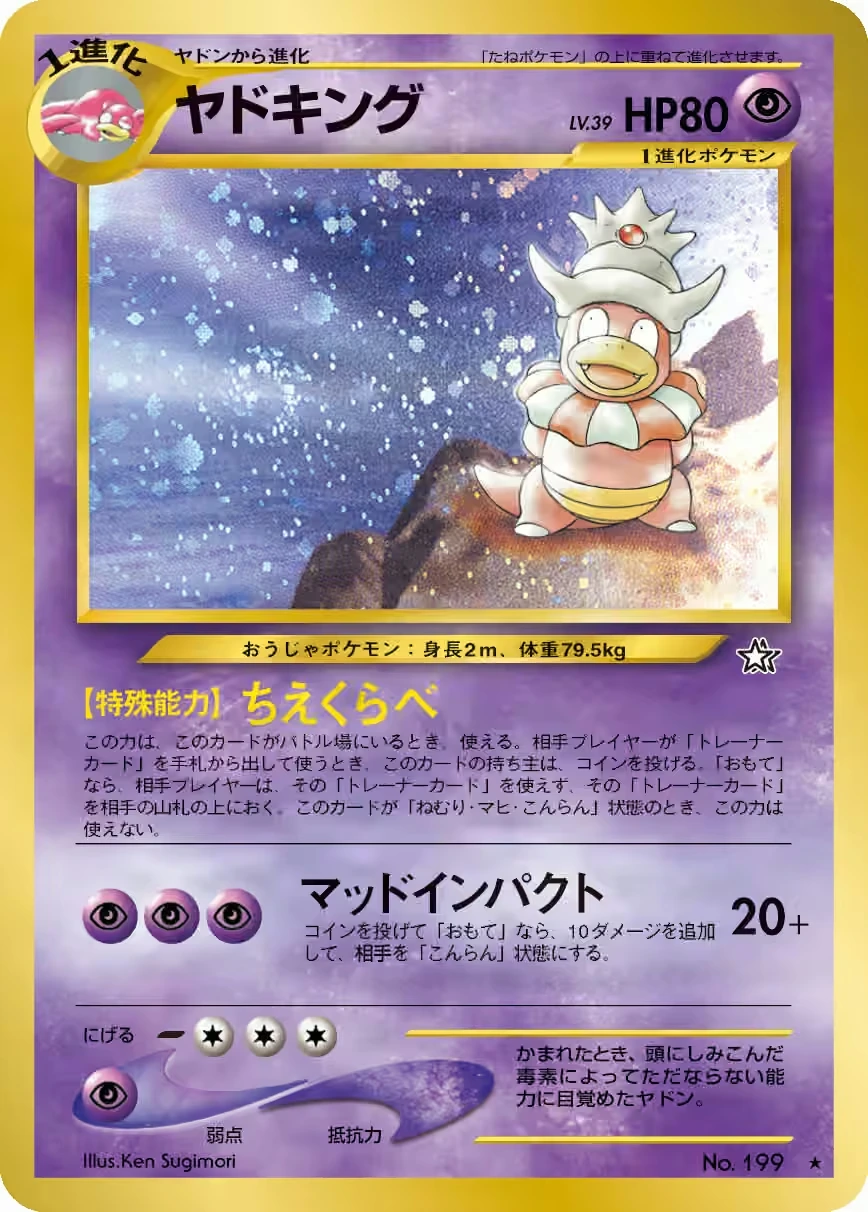 1進化
ヤドンから進化
「たねポケモン」の上に重ねて進化させます。
ヤドキング
LV.39 HP80
1進化ポケモン
おうじゃポケモン：身長2m、体重79.5kg
【特殊能力】ちえくらべ
この力は、このカードがバトル場にいるとき、使える。相手プレイヤーが「トレーナー
カード」を手札から出して使うとき、このカードの持ち主は、コインを投げる。「おもて」
なら、相手プレイヤーは、その「トレーナーカード」を使えず、その「トレーナーカード」
を相手の山札の上におく。このカードが「ねむり・マヒ・こんらん」状態のとき、この力は
使えない。
マッドインパクト
20+
コインを投げて「おもて」なら、10ダメージを追加
して、相手を「こんらん」状態にする。
にげる
弱点
抵抗力
かまれたとき、頭にしみこんだ
毒素によってただならない能
力に目覚めたヤドン。
Illus.Ken Sugimori
No. 199 ★